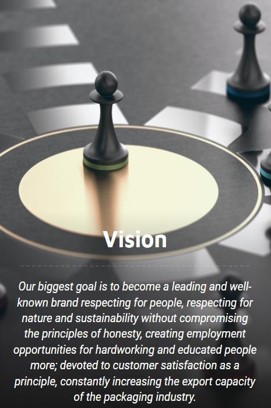 Vision
Our biggest goal is to become a leading and well-
known brand respecting for people, respecting for
nature and sustainability without compromising
the principles of honesty, creating employment
opportunities for hardworking and educated people
more; devoted to customer satisfaction as a
principle, constantly increasing the export capacity
of the packaging industry.